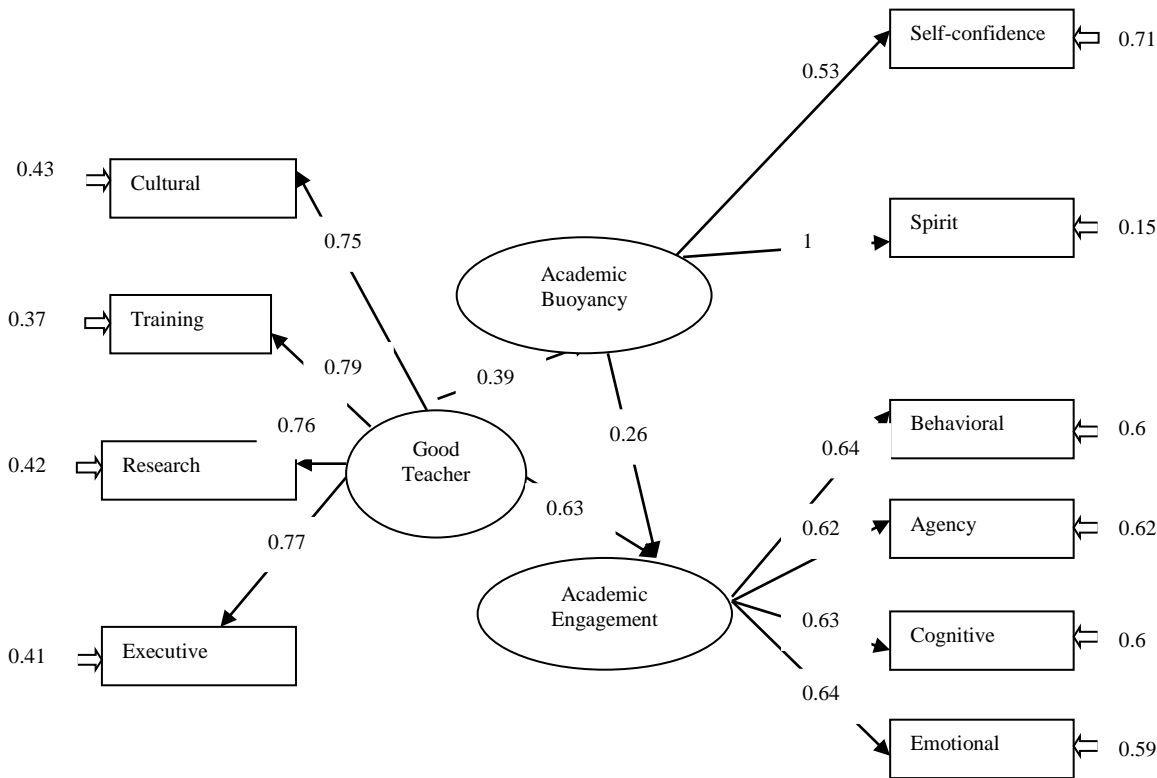 Self-confidence
0.71
0.53
0.43
Cultural
0.75
Spirit
0.15
1
Academic
Buoyancy
0.37
Training
0.79
0.39
0.26
Behavioral
0.6
0.64
0.76
Good
Teacher
0.42
Research
0.63
0.62
Agency
0.62
0.77
Academic
Engagement
0.63
Cognitive
0.6
0.41
Executive
0.64
Emotional
0.59